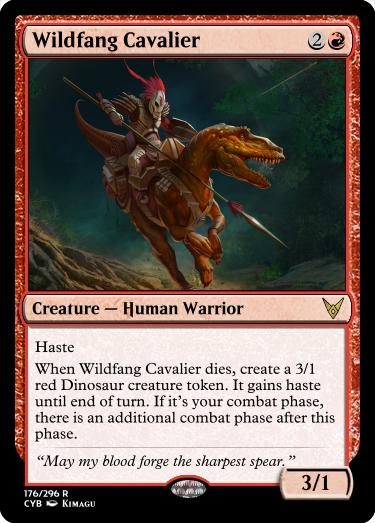 Wildfang Cavalier 2
Creature — Human Warrior
Haste
When Wildfang Cavalier dies, create a 3/1
red Dinosaur creature token. It gains haste
until end of turn. If it's your combat phase,
there is an additional combat phase after this
phase.
“May my blood forge the sharpest spear.”
3/1
176/296 R
CYB KIMAGU